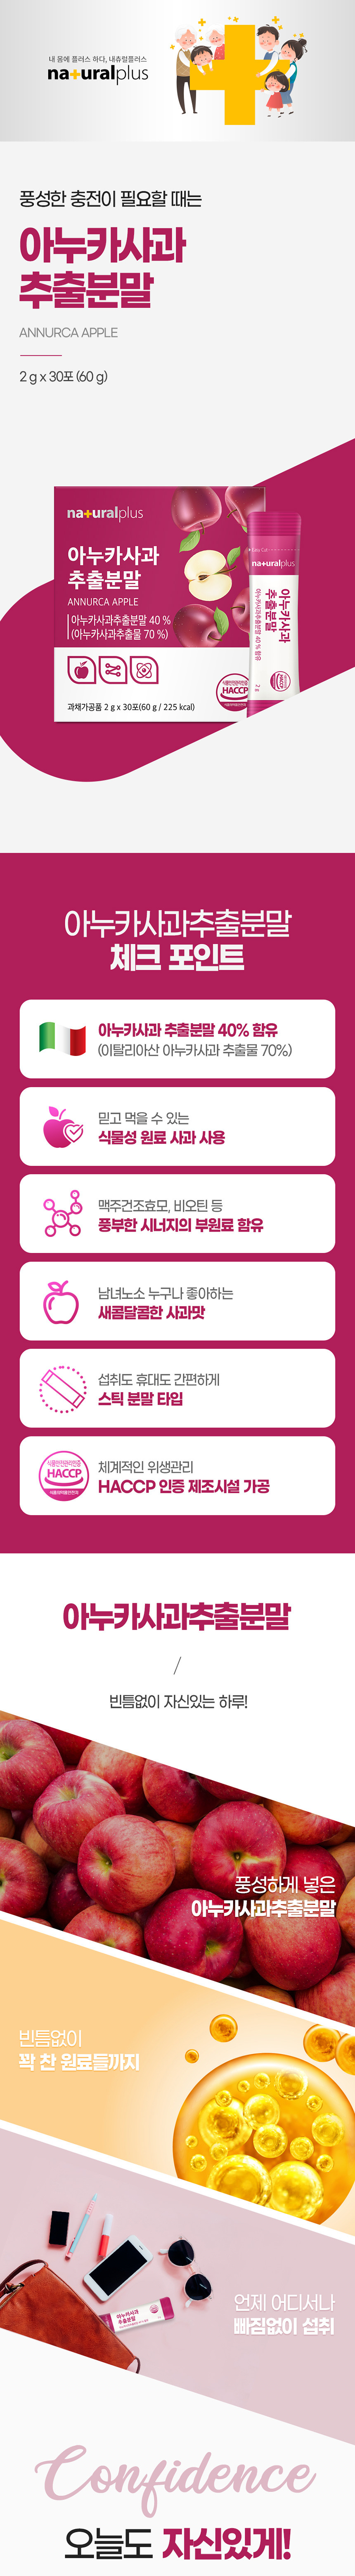 내 몸에 플러스 하다, 내츄럴플러스
na+uralplus
풍성한 충전이 필요할 때는
아누카사과
추출분말
ANNURCA APPLE
2 g x 30포 (60 g)
na+uralplus
아누카사과
추출분말
ANNURCA APPLE
아누카사과추출분말 40 %
(아누카사과추출물 70 %)
식품안전관리인증
HACCP
식품의약품안전처
과채가공품 2 g x 30포(60 g / 225 kcal)
Easy Cut
na+uralplus
아누카사과
추출분말
아누카사과추출분말 40 % 함유
HACCP
2 g
아누카사과추출분말
체크 포인트
아누카사과 추출분말 40% 함유
(이탈리아산 아누카사과 추출물 70%)
믿고 먹을 수 있는
식물성 원료 사과 사용
맥주건조효모, 비오틴 등
풍부한 시너지의 부원료 함유
남녀노소 누구나 좋아하는
새콤달콤한 사과맛
섭취도 휴대도 간편하게
스틱 분말 타입
식품안전관리인증
HACCP
식품의약품안전처
체계적인 위생관리
HACCP 인증 제조시설 가공
아누카사과추출분말
/
빈틈없이 자신있는 하루!
풍성하게 넣은
아누카사과추출분말
빈틈없이
꽉 찬 원료들까지
아누카사과
추출분말
언제 어디서나
빠짐없이 섭취
Confidence
오늘도 자신있게!